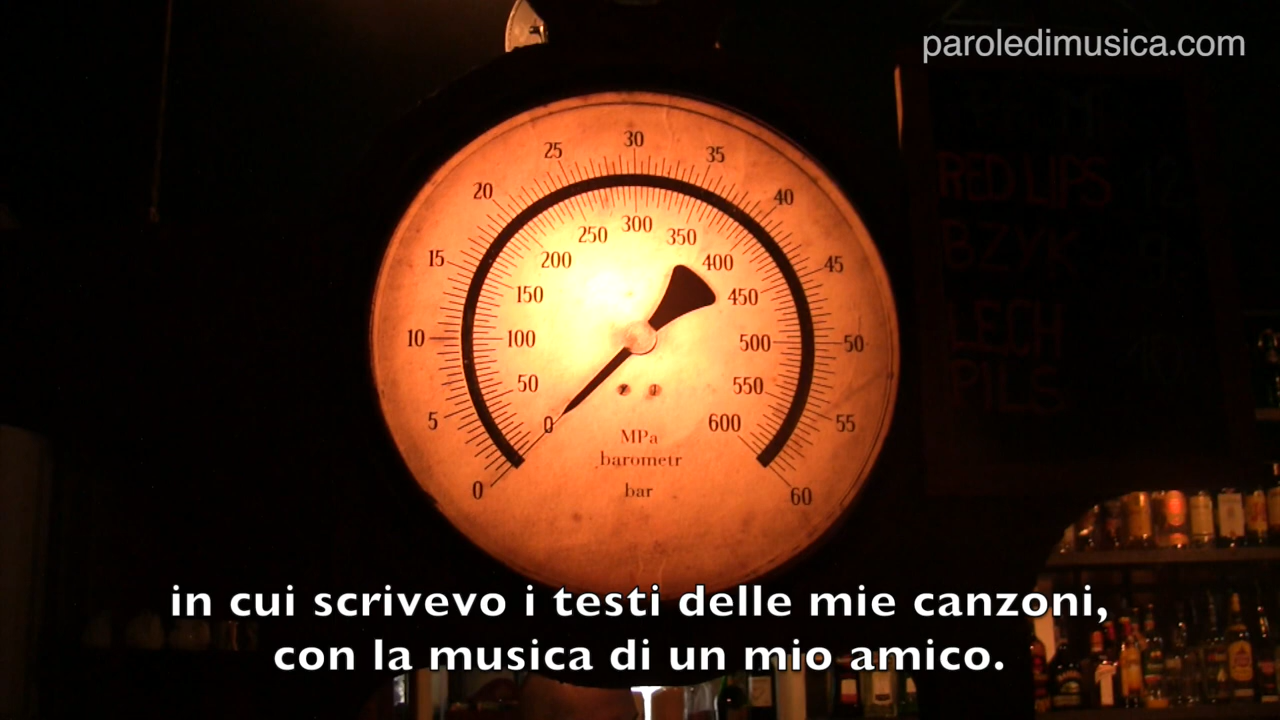 paroledimusica.com
30
25
35
20
40
300
250
350
200
400
15
45
150
450
10
100
500
50
50
550
5
0
600
55
MPa
barometr
bar
0
60
RED LIPS
BZYK
LECH
PILS
in cui scrivevo i testi delle mie canzoni,
con la musica di un mio amico.